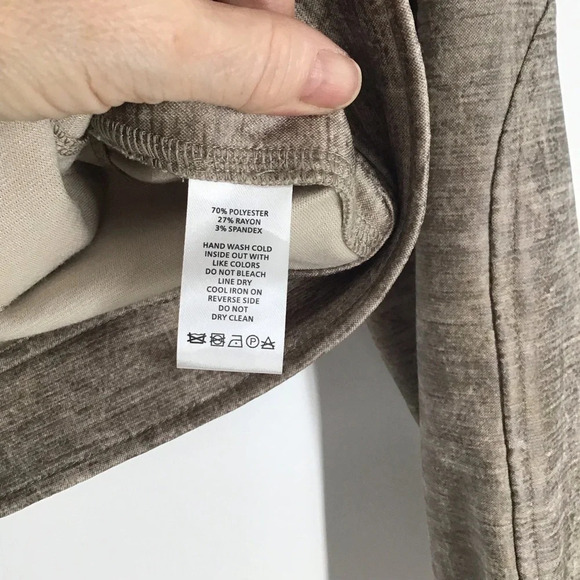 70% POLYESTER
27% RAYON
3% SPANDEX
HAND WASH COLD
INSIDE OUT WITH
LIKE COLORS
DO NOT BLEACH
LINE DRY
COOL IRON ON
REVERSE SIDE
DO NOT
DRY CLEAN